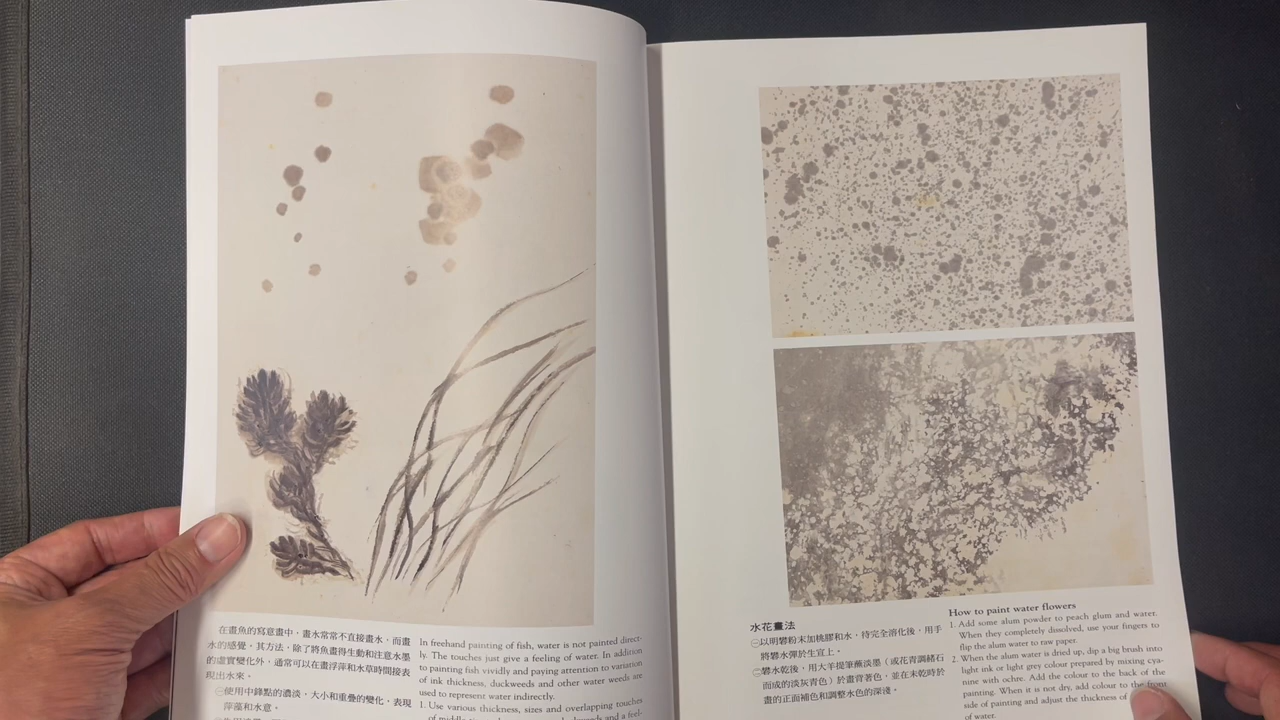 在畫魚的寫意畫中，畫水常常不直接畫水、而畫
水的感覺，其方法，除了將魚畫得生動和注意水墨
的虛實變化外，通常可以在畫浮萍和水草時間接表
現出水來。
㊀使用中鋒點的濃淡、大小和重疊的變化，表現
萍藻和水意。
In freehand painting of fish, water is not painted direct-
ly. The touches just give a feeling of water. In addition
to painting fish vividly and paying attention to variation
of ink thickness, duckweeds and other water weeds are
used to represent water indirectly.
1. Use various thickness, sizes and overlapping touches
水花畫法
㊀以明礬粉末加桃膠和水，待完全溶化後，用手
將礬水彈於生宣上。
㊁礬水乾後，用大羊提筆蘸淡墨（或花青調赭石
而成的淡灰青色）於畫背著色，並在未乾時於
畫的正面補色和調整水色的深淺。
How to paint water flowers
1. Add some alum powder to peach glum and water.
When they completely dissolved, use your fingers to
flip the alum water to raw paper.
2. When the alum water is dried up, dip a big brush into
light ink or light grey colour prepared by mixing cya-
nine with ochre. Add the colour to the back of the
painting. When it is not dry, add colour to the front
side of painting and adjust the thickness of
of water.